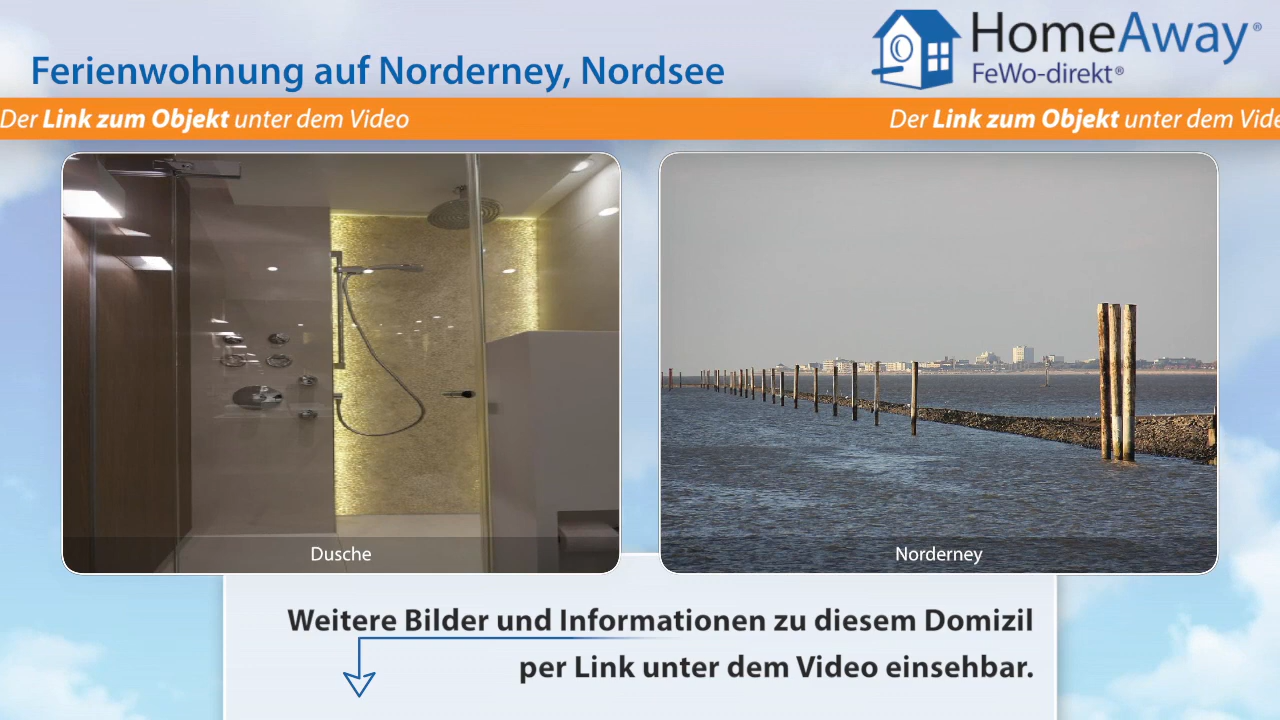 HomeAway®
FeWo-direkt®
Ferienwohnung auf Norderney, Nordsee
Der Link zum Objekt unter dem Video
Der Link zum Objekt unter dem Vide
Dusche
Norderney
Weitere Bilder und Informationen zu diesem Domizil
per Link unter dem Video einsehbar.